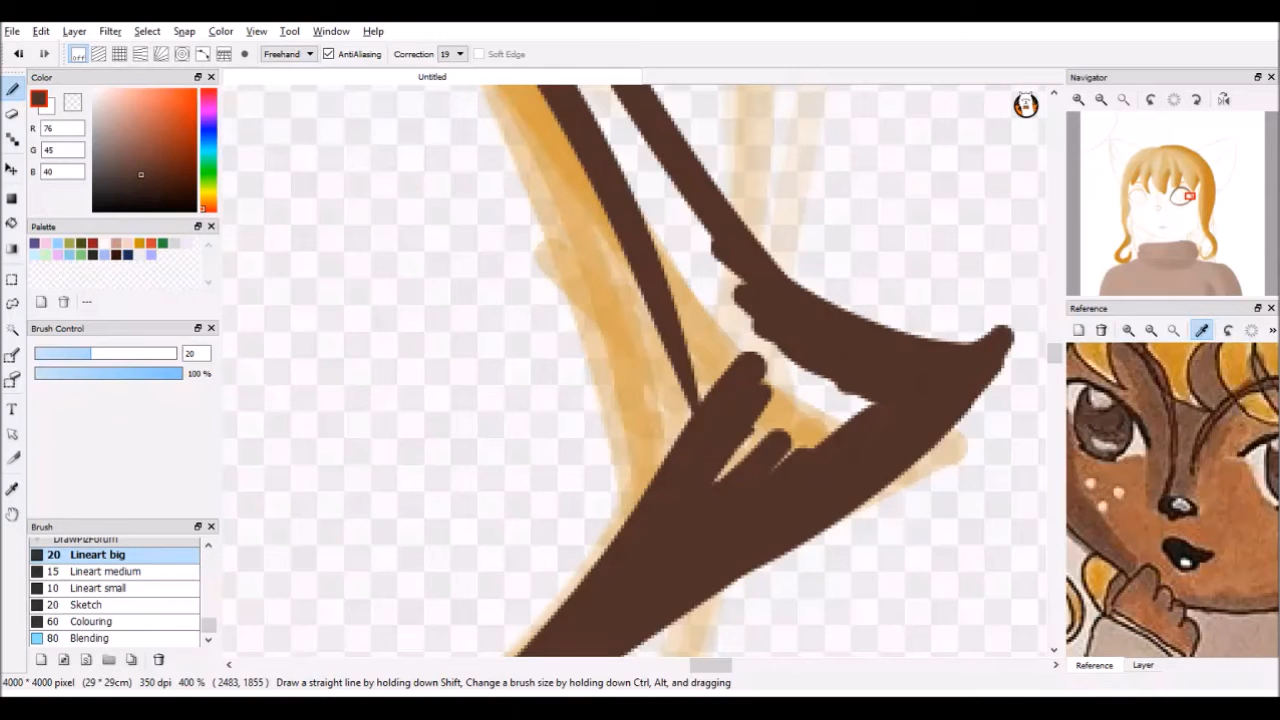 File Edit Layer Filter Select Snap Color View Tool Window Help
off Freehand AntiAliasing Correction 19 Soft Edge
Color
Untitled
Navigator
R 76
G 45
B 40
Palette
Reference
Brush Control
20
100 %
Brush
DrawPlzForum
20 Lineart big
15 Lineart medium
10 Lineart small
20 Sketch
60 Colouring
80 Blending
Reference Layer
4000 * 4000 pixel (29 * 29cm) 350 dpi 400 % ( 2483, 1855 ) Draw a straight line by holding down Shift, Change a brush size by holding down Ctrl, Alt, and dragging